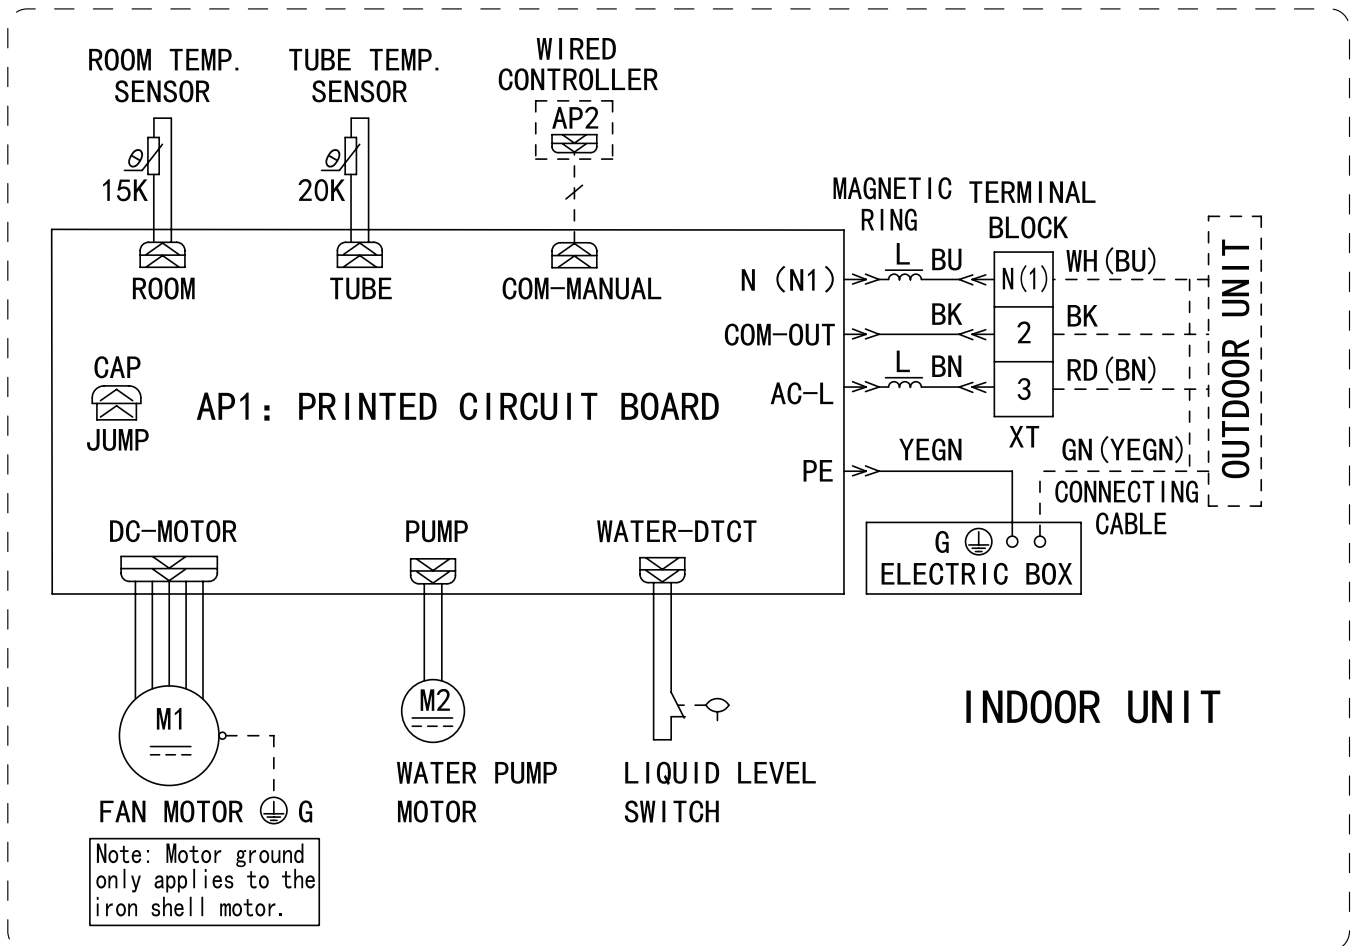 ROOM TEMP.
SENSOR
TUBE TEMP.
SENSOR
WIRED
CONTROLLER
AP2
θ
15K
θ
20K
MAGNETIC
RING
TERMINAL
BLOCK
ROOM
TUBE
COM-MANUAL
N (N1)
L
BU
N(1)
WH(BU)
COM-OUT
BK
2
BK
AC-L
L
BN
3
RD(BN)
XT
OUTDOOR UNIT
CAP
JUMP
AP1: PRINTED CIRCUIT BOARD
PE
YEGN
GN(YEGN)
CONNECTING
CABLE
G
ELECTRIC BOX
DC-MOTOR
PUMP
WATER-DTCT
M1
M2
INDOOR UNIT
FAN MOTOR
G
WATER PUMP
MOTOR
LIQUID LEVEL
SWITCH
Note: Motor ground
only applies to the
iron shell motor.